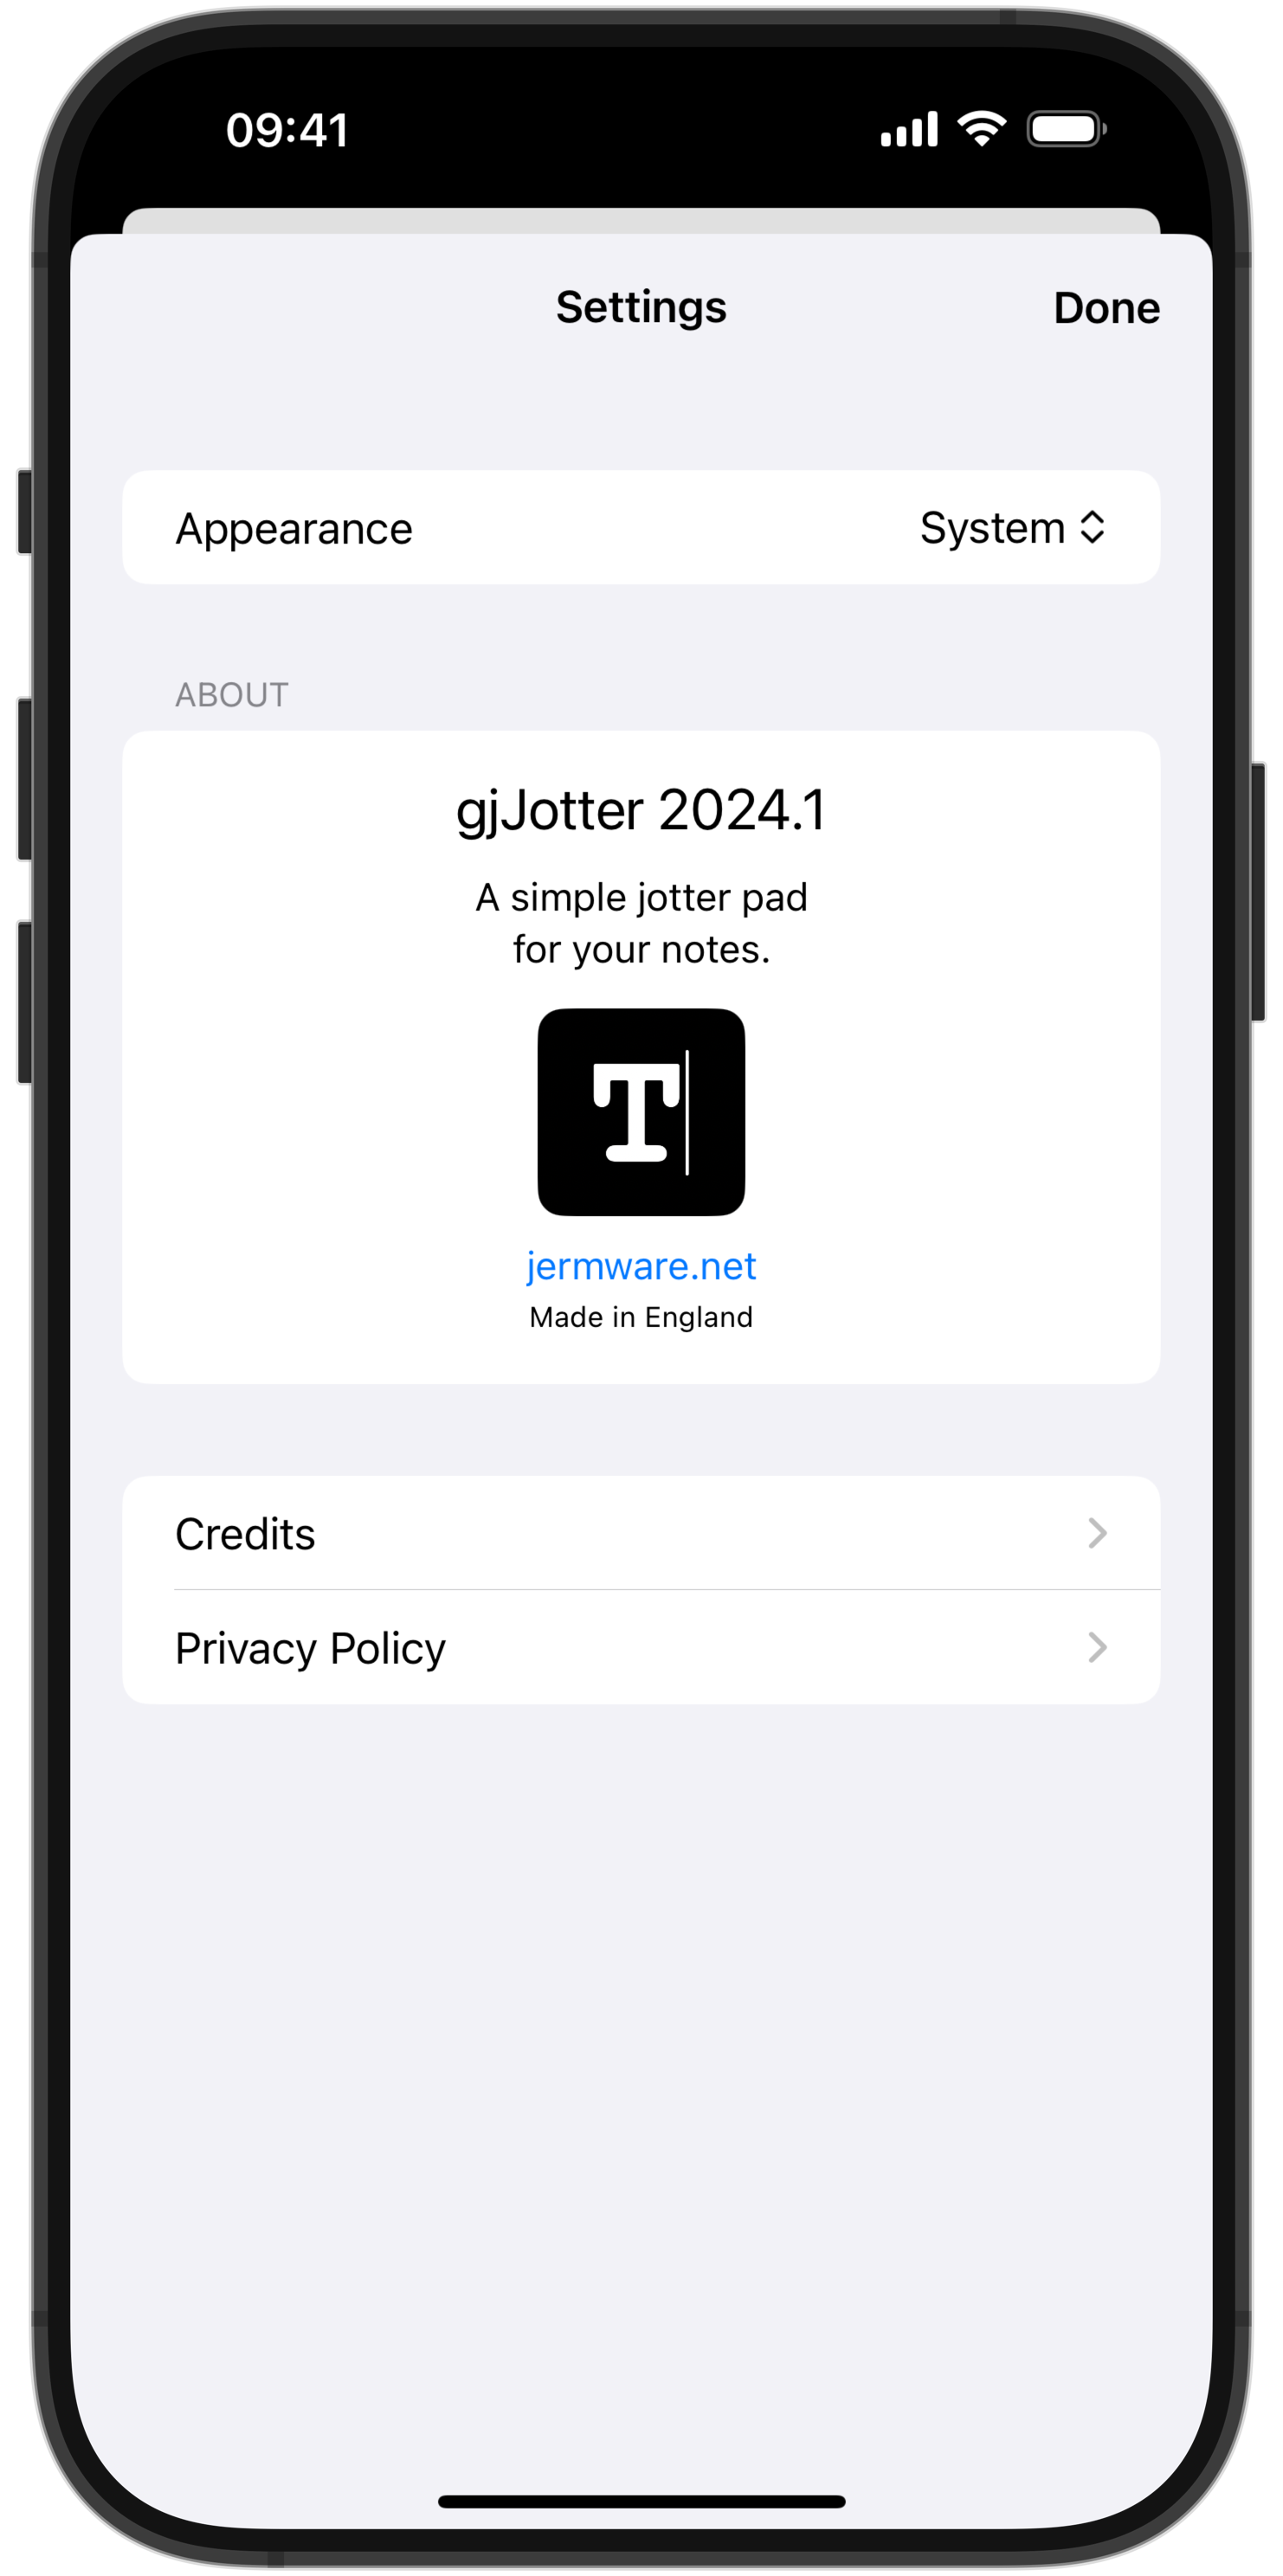 09:41
Settings
Done
Appearance
System
ABOUT
gjJotter 2024.1
A simple jotter pad
for your notes.
T
jermware.net
Made in England
Credits
Privacy Policy